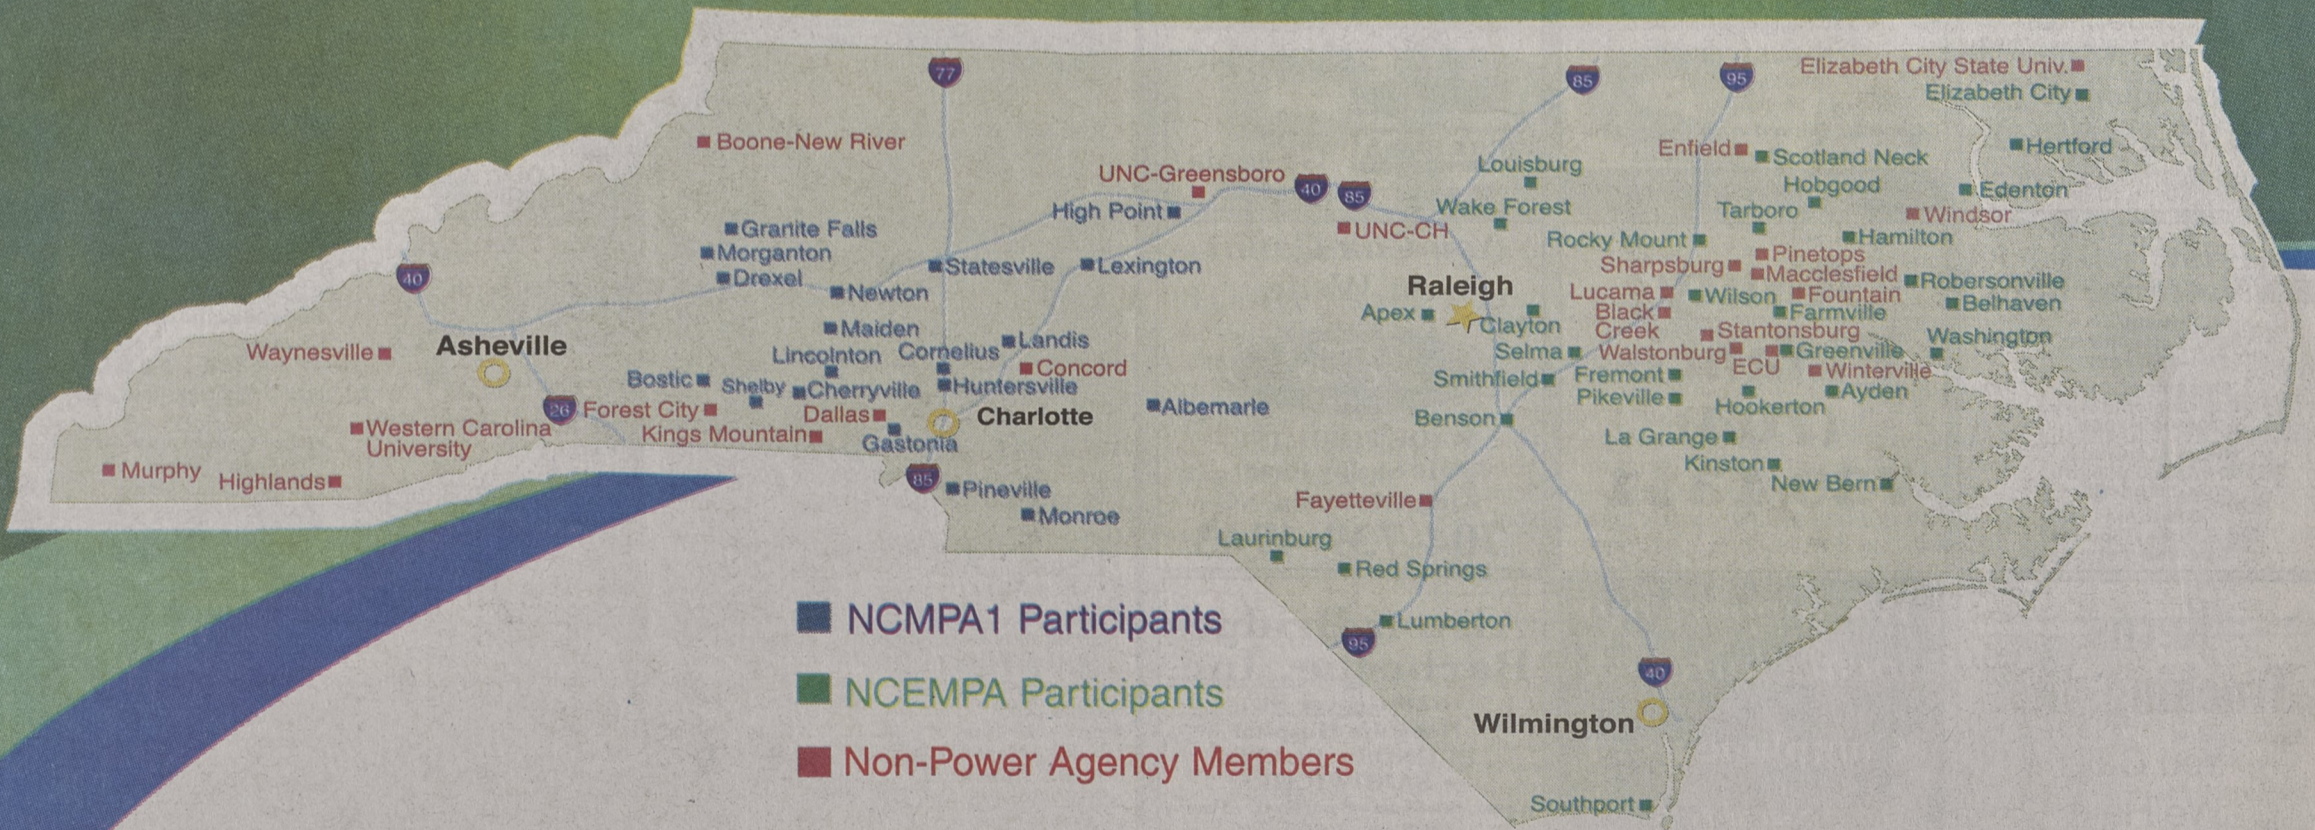 77
85
95
Elizabeth City State Univ.
Elizabeth City
Boone-New River
Enfield
Scotland Neck
Hertford
Louisburg
UNC-Greensboro
40
85
Hobgood
Edenton
High Point
Wake Forest
Tarboro
Windsor
Granite Falls
UNC-CH
Rocky Mount
Hamilton
Morganton
Pinetops
Statesville
Lexington
Sharpsburg
Macclesfield
40
Drexel
Robersonville
Raleigh
Newton
Lucama
Wilson
Fountain
Belhaven
Apex
Black
Creek
Farmville
Clayton
Maiden
Landis
Stantonsburg
Washington
Waynesville
Asheville
Lincolnton
Cornelius
Selma
Walstonburg
Greenville
ECU
Concord
Winterville
Bostic
Shelby
Cherryville
Huntersville
Smithfield
Fremont
Ayden
Pikeville
26
Forest City
Dallas
Charlotte
Albemarle
Hookerton
Benson
Western Carolina
University
Kings Mountain
Gastonia
La Grange
Murphy
Highlands
85
Kinston
Pineville
New Bern
Fayetteville
Monroe
Laurinburg
Red Springs
Lumberton
95
40
Wilmington
Southport
NCMPA1 Participants
NCEMPA Participants
Non-Power Agency Members